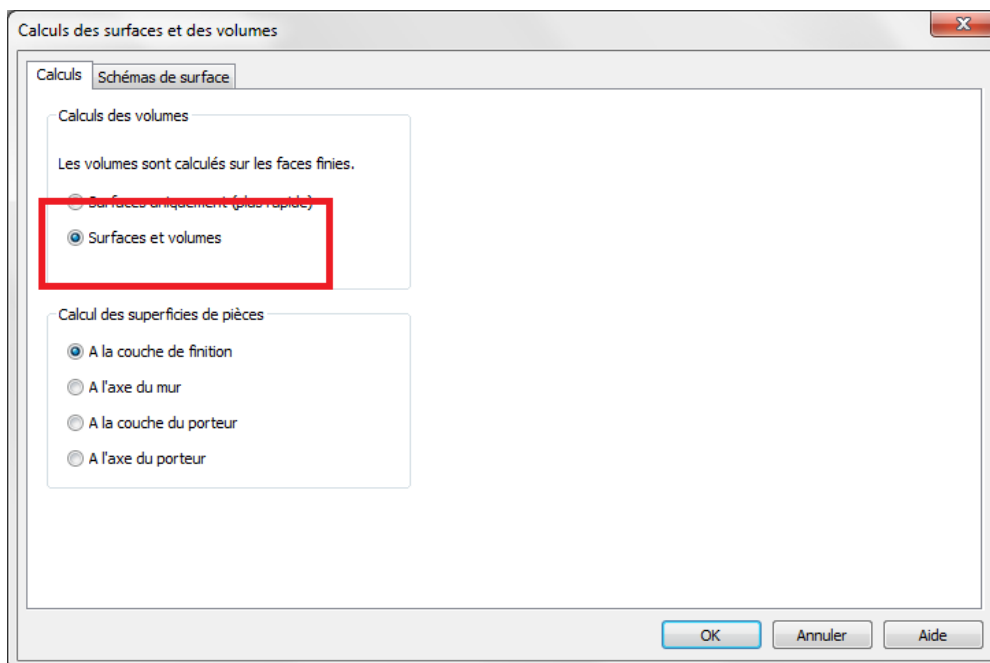 Calculs des surfaces et des volumes
Calculs
Schémas de surface
Calculs des volumes
Les volumes sont calculés sur les faces finies.
Surfaces uniquement (plus rapide)
Surfaces et volumes
Calcul des superficies de pièces
A la couche de finition
A l'axe du mur
A la couche du porteur
A l'axe du porteur
OK
Annuler
Aide